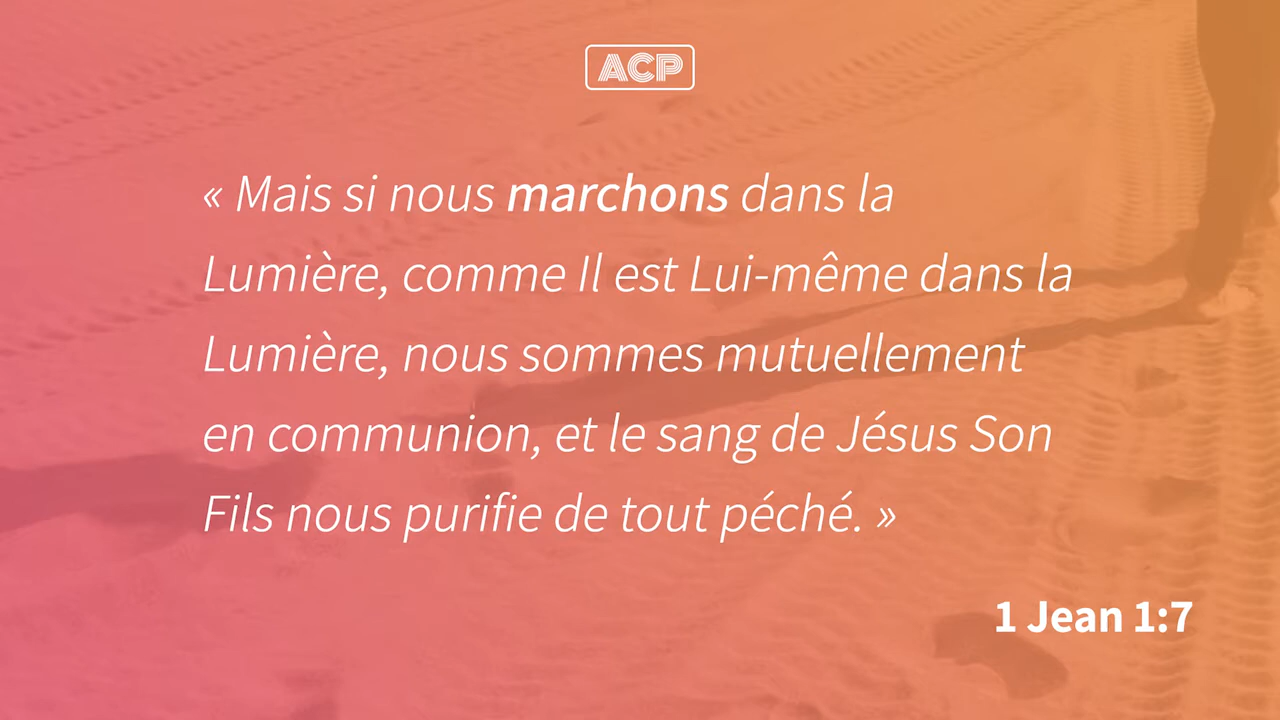 ACP
« Mais si nous marchons dans la
Lumière, comme Il est Lui-même dans la
Lumière, nous sommes mutuellement
en communion, et le sang de Jésus Son
Fils nous purifie de tout péché. »
1 Jean 1:7